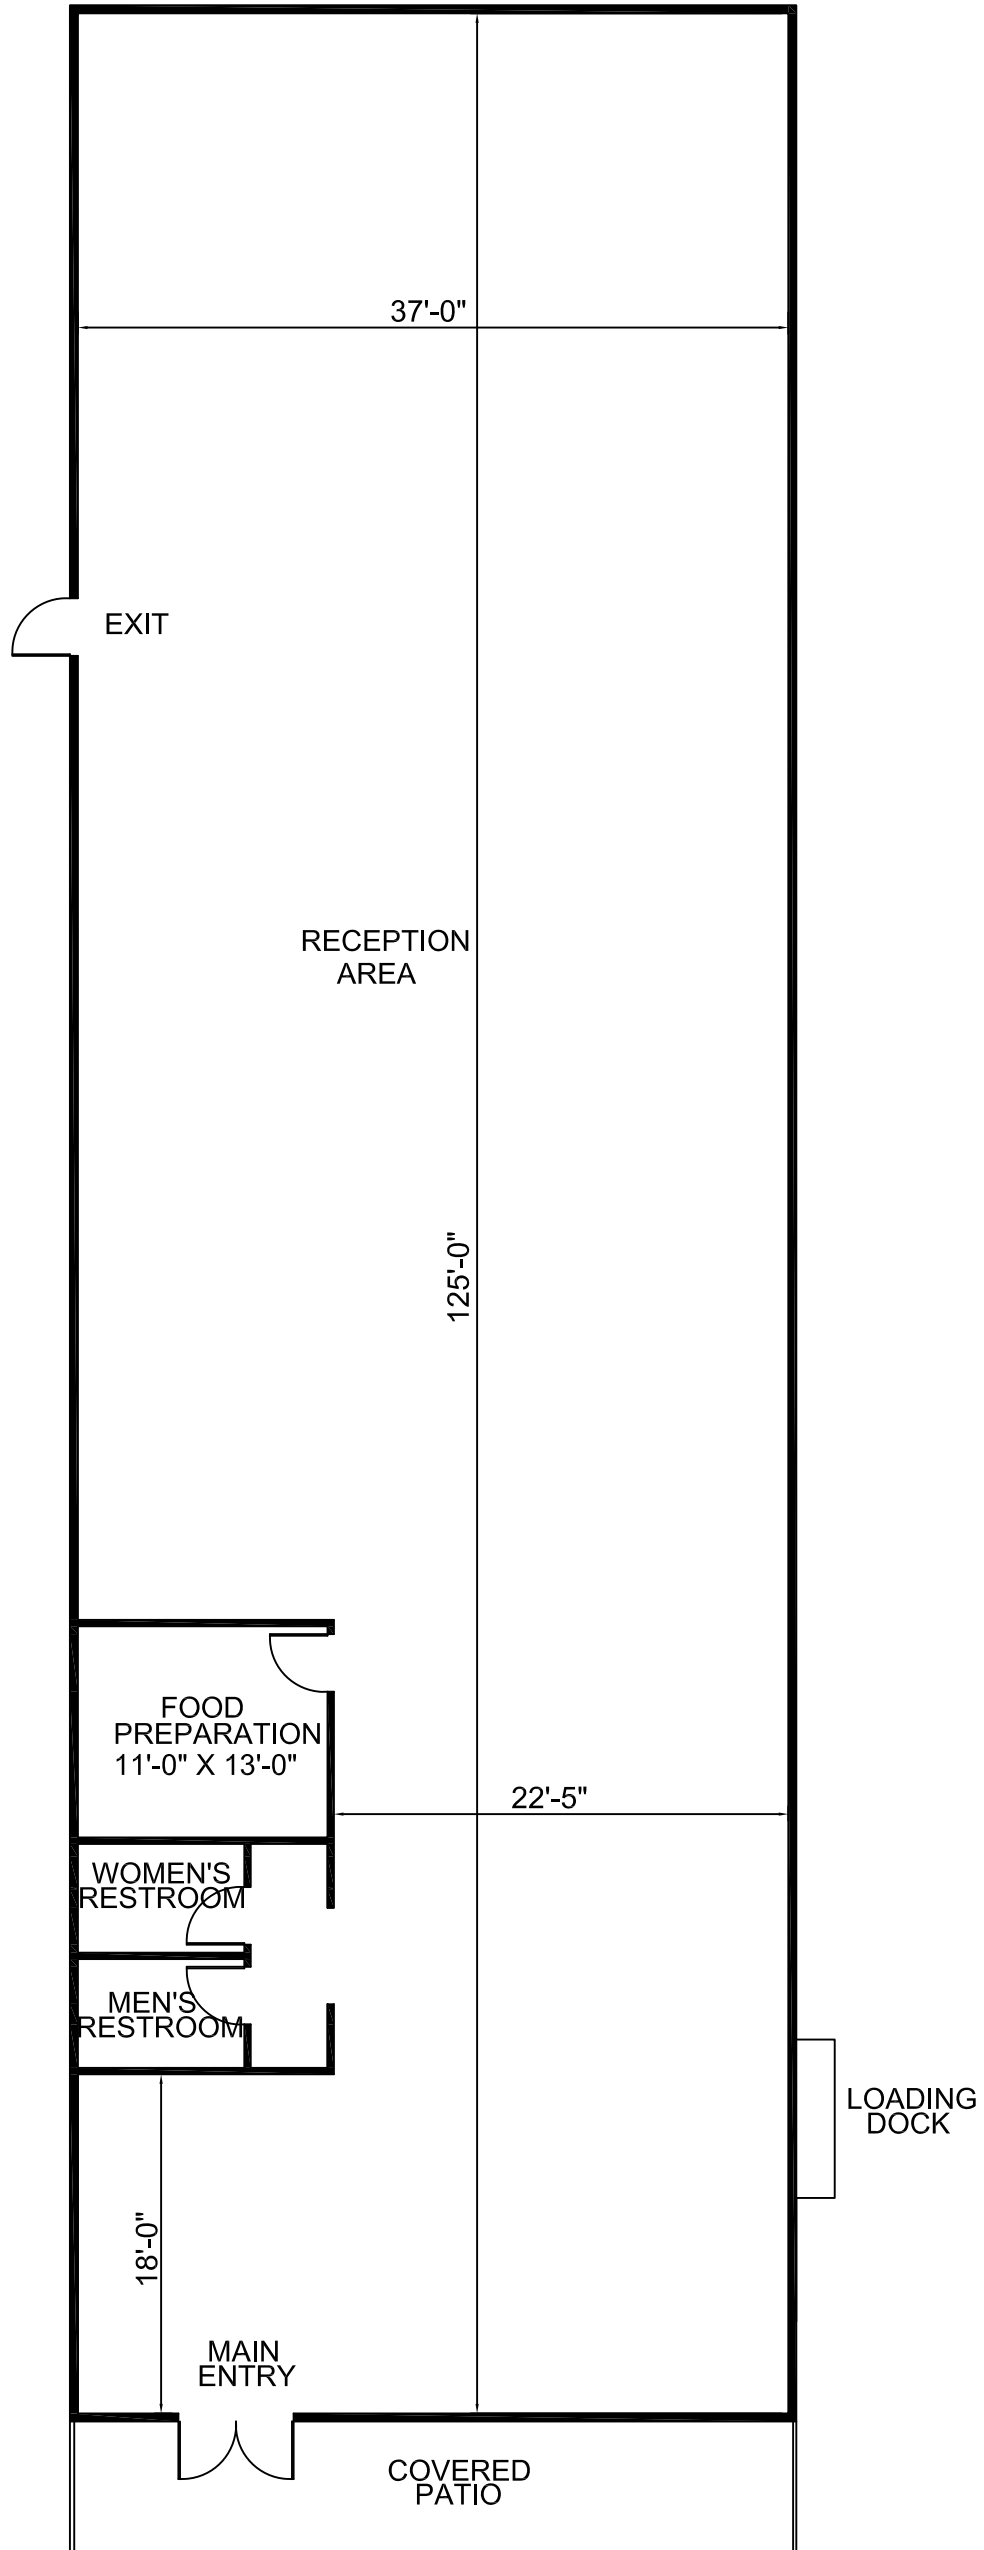 37'-0"
EXIT
RECEPTION
AREA
125'-0"
FOOD
PREPARATION
11'-0" X 13'-0"
22'-5"
WOMEN'S
RESTROOM
MEN'S
RESTROOM
LOADING
DOCK
18'-0"
MAIN
ENTRY
COVERED
PATIO